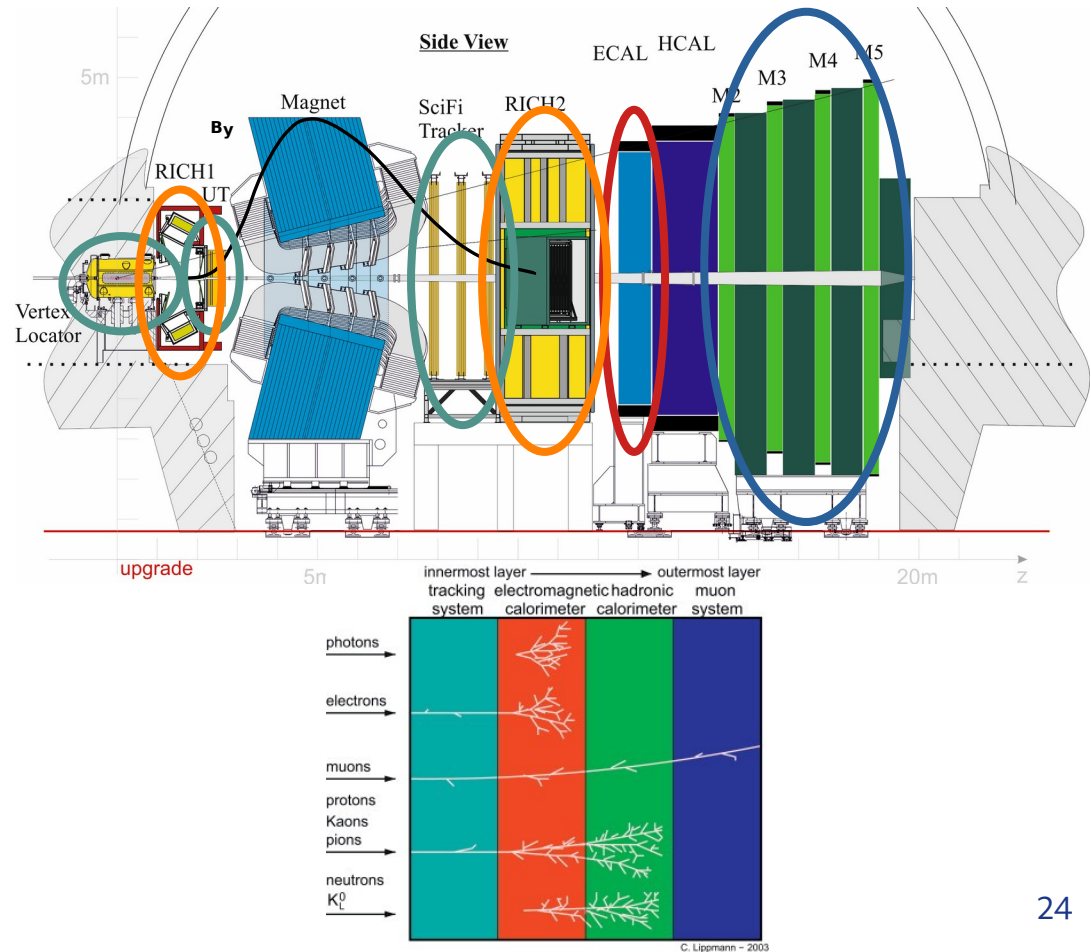 Side View
ECAL
HCAL
5m
M2
M3
M4
M5
Magnet
SciFi
Tracker
RICH2
By
RICH1
UT
Vertex
Locator
upgrade
5m
20m
z
innermost layer
outermost layer
tracking
system
electromagnetic
calorimeter
hadronic
calorimeter
muon
system
photons
electrons
muons
protons
Kaons
pions
neutrons
K⁰L
C. Lippmann – 2003
24